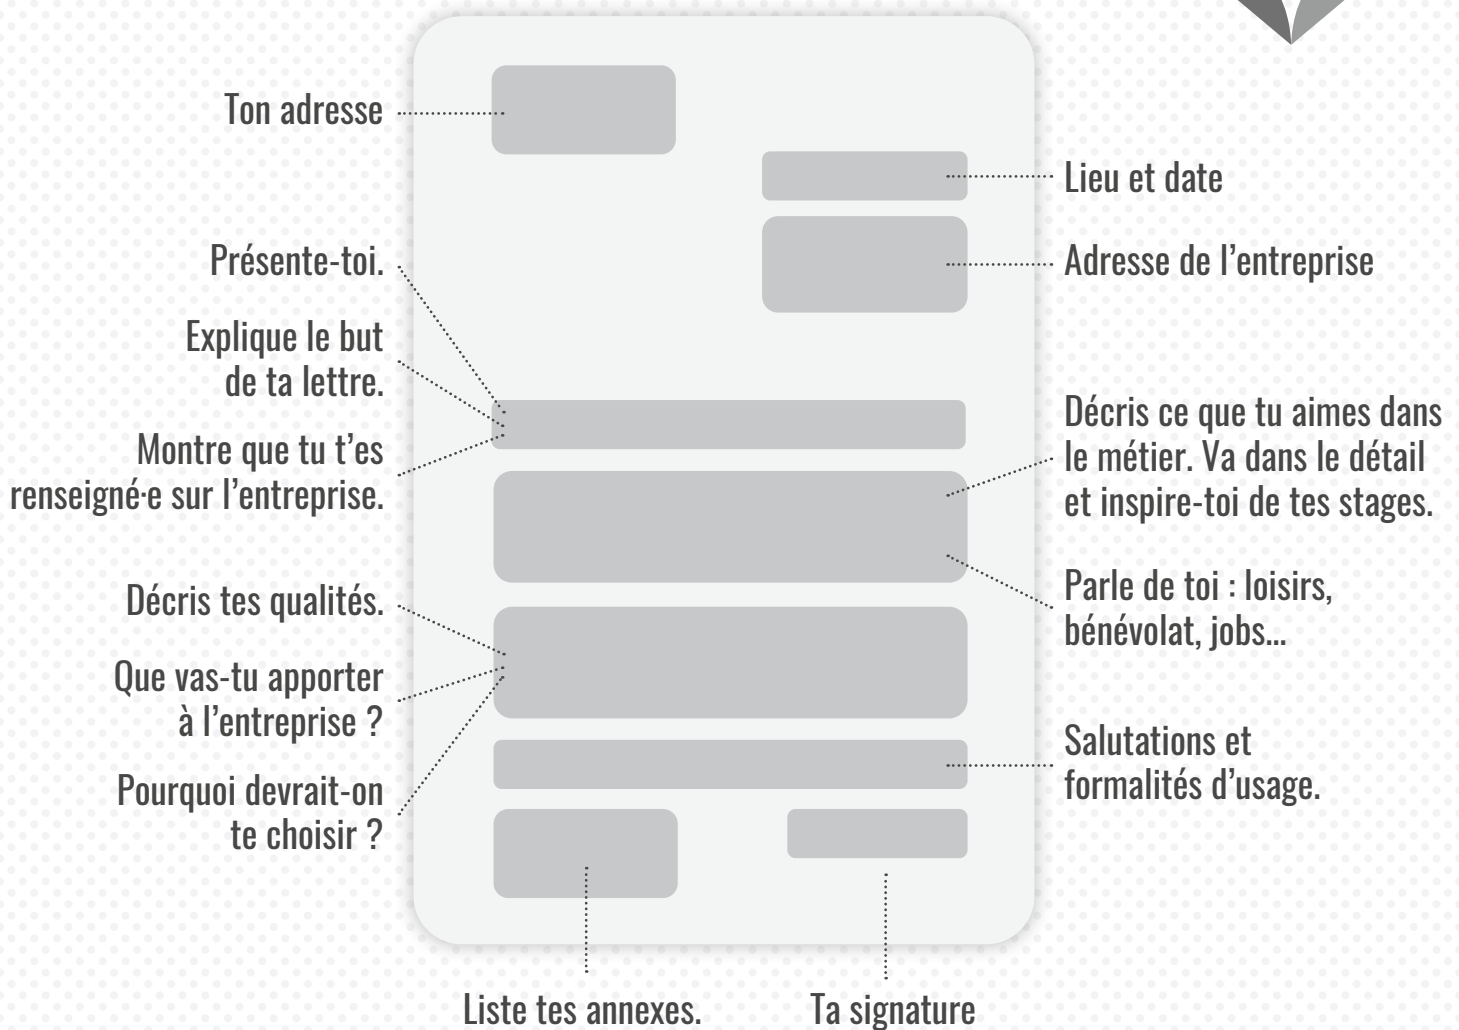 Ton adresse
Lieu et date
Adresse de l’entreprise
Présente-toi.
Explique le but
de ta lettre.
Montre que tu t’es
renseigné·e sur l’entreprise.
Décris ce que tu aimes dans
le métier. Va dans le détail
et inspire-toi de tes stages.
Parle de toi : loisirs,
bénévolat, jobs...
Décris tes qualités.
Que vas-tu apporter
à l’entreprise ?
Pourquoi devrait-on
te choisir ?
Salutations et
formalités d’usage.
Liste tes annexes.
Ta signature